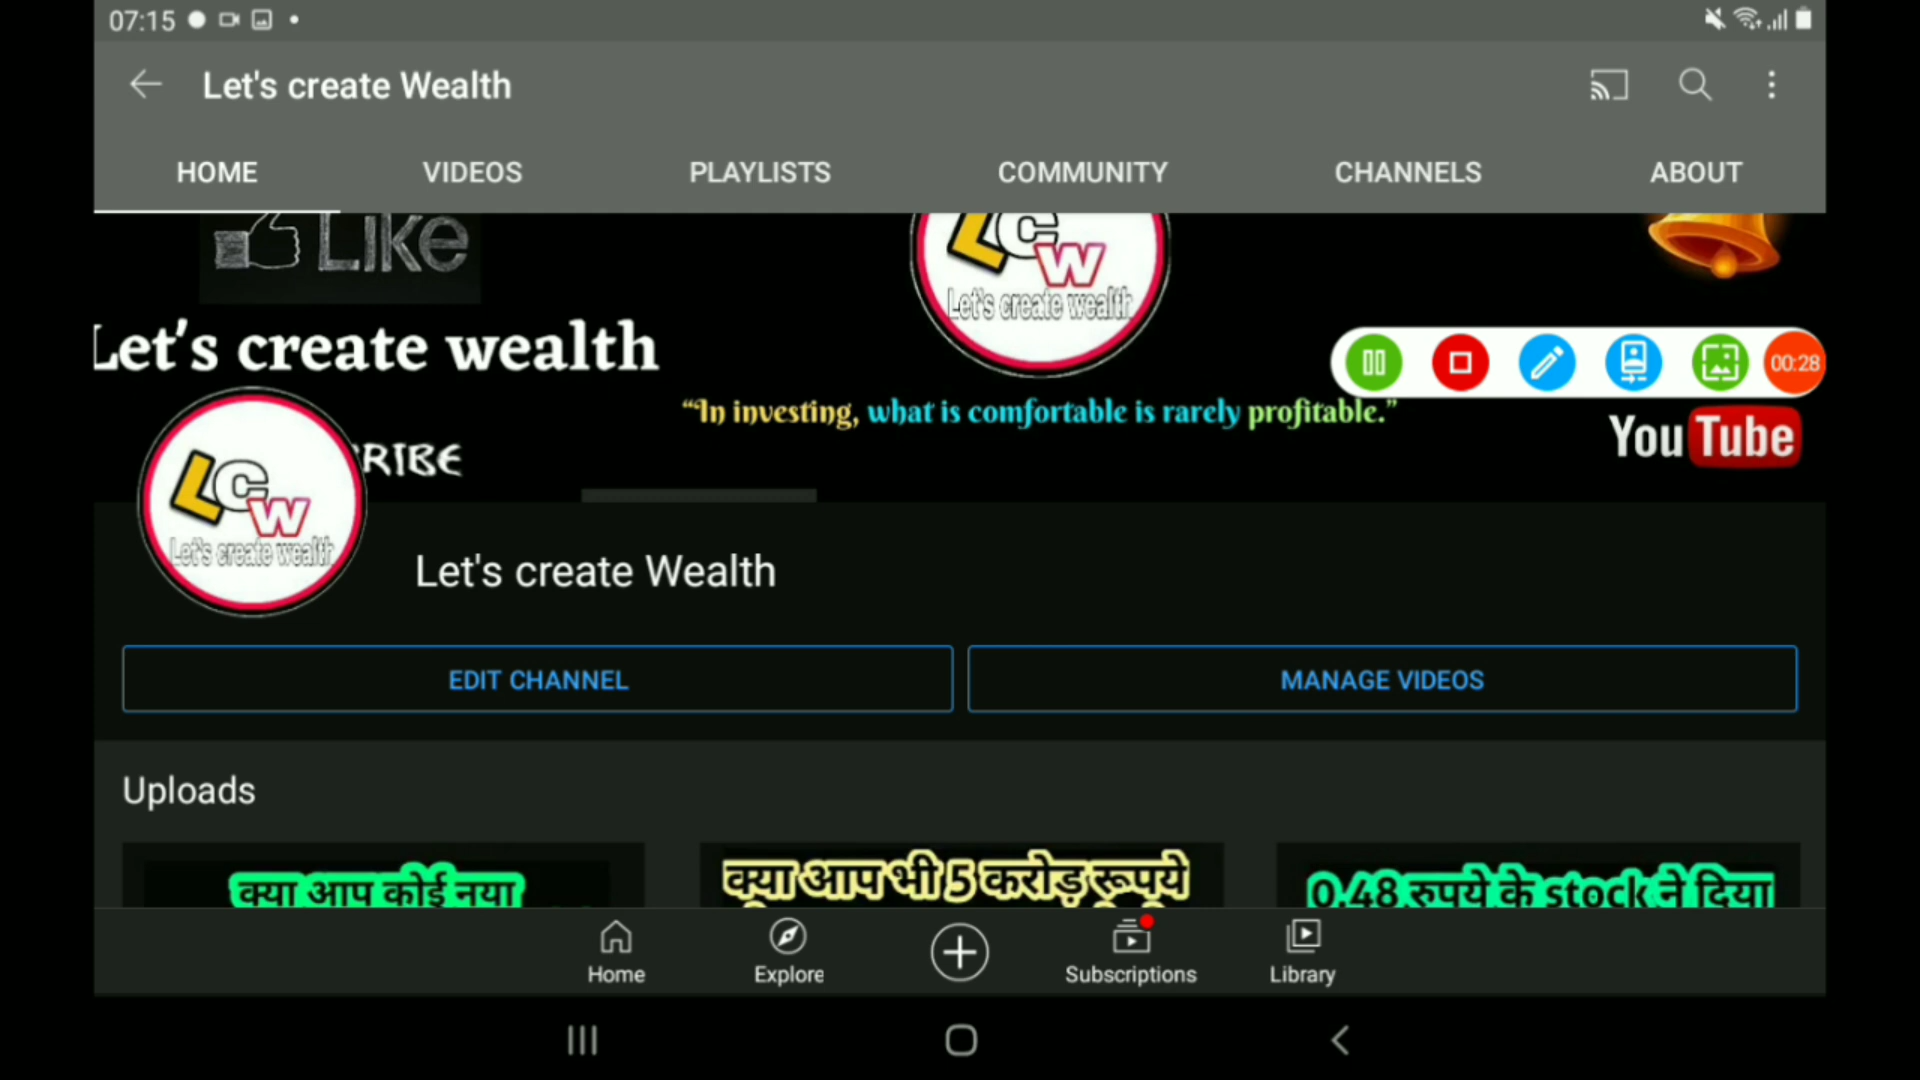 07:15
Let's create Wealth
HOME VIDEOS PLAYLISTS COMMUNITY CHANNELS ABOUT
Like
LCW
Let's create wealth
Let's create wealth
00:28
"In investing, what is comfortable is rarely profitable."
YouTube
RIBE
LCW
Let's create wealth
Let's create Wealth
EDIT CHANNEL MANAGE VIDEOS
Uploads
क्या आप कोई नया
क्या आप भी 5 करोड़ रूपये
0.48 रुपये के stock ने दिया
Home Explore Subscriptions Library